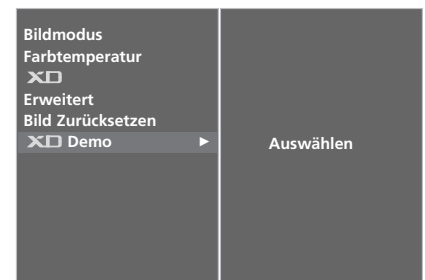 Bildmodus
Farbtemperatur
XD
Erweitert
Bild Zurücksetzen
XD Demo ►
Auswählen